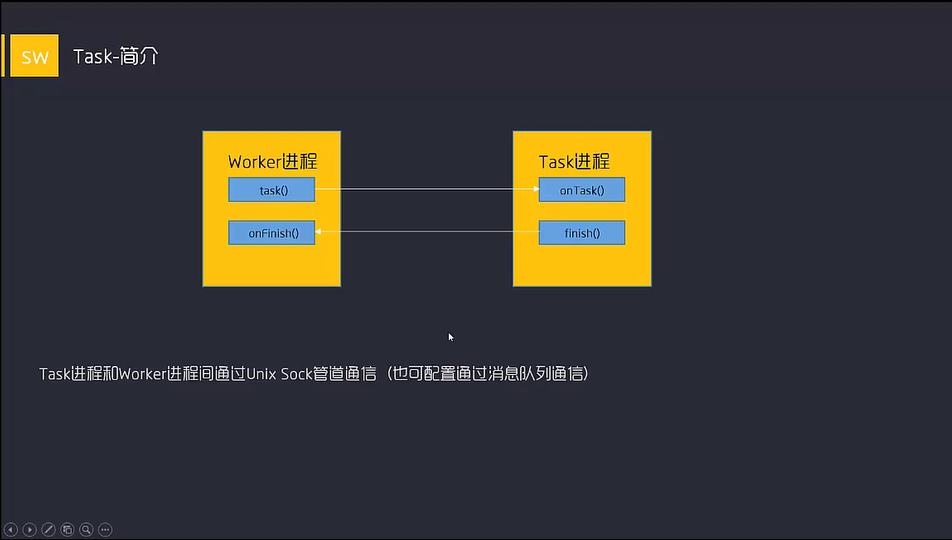 SW
Task-简介
Worker进程
task()
onFinish()
Task进程
onTask()
finish()
Task进程和Worker进程间通过Unix Sock管道通信（也可配置通过消息队列通信）